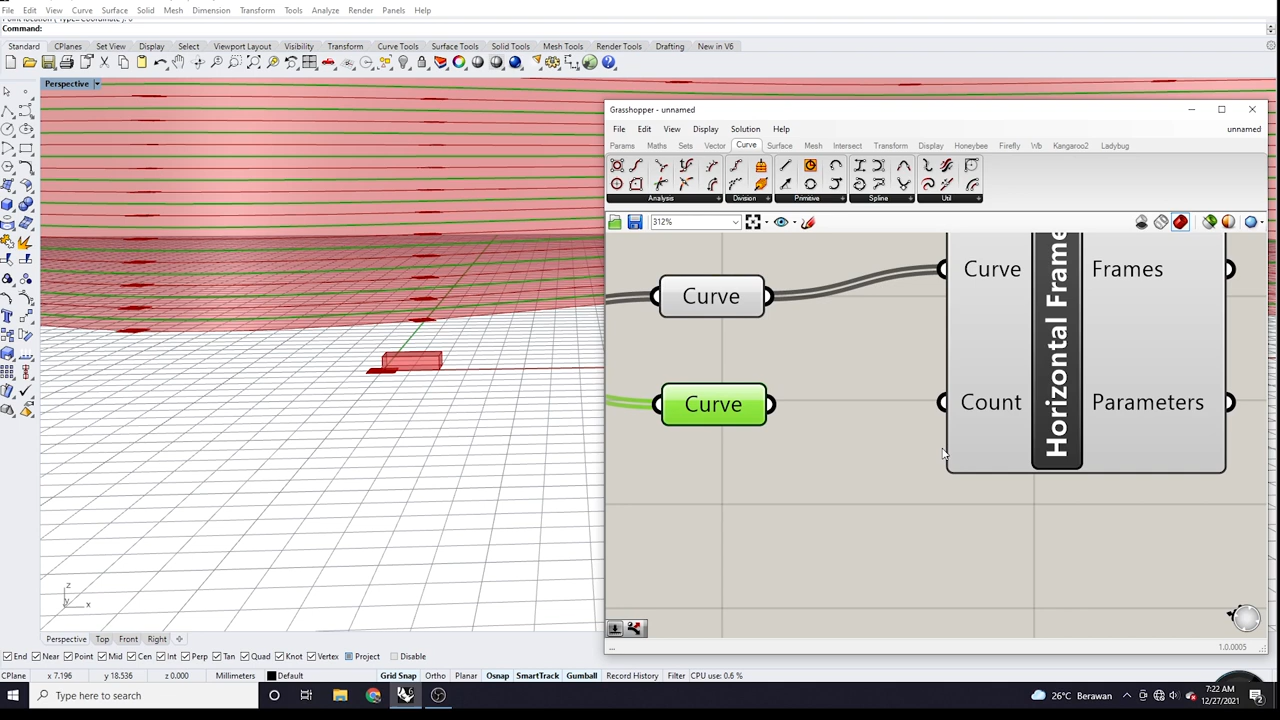 File Edit View Curve Surface Solid Mesh Dimension Transform Tools Analyze Render Panels Help
Command:
Standard CPlanes Set View Display Select Viewport Layout Visibility Transform Curve Tools Surface Tools Solid Tools Mesh Tools Render Tools Drafting New in V6
Perspective
Grasshopper - unnamed
File Edit View Display Solution Help unnamed
Params Maths Sets Vector Curve Surface Mesh Intersect Transform Display Honeybee Firefly Wb Kangaroo2 Ladybug
Analysis Division Primitive Spline Util
312%
Curve Frames
Curve
Horizontal Frame
Curve
Count Parameters
z
x
1.0.0005
Perspective Top Front Right
End Near Point Mid Cen Int Perp Tan Quad Knot Vertex Project Disable
CPlane x 7.196 y 18.536 z 0.000 Millimeters Default Grid Snap Ortho Planar Osnap SmartTrack Gumball Record History Filter CPU use: 0.6 %
Type here to search
26°C Berawan
7:22 AM
12/27/2021
2